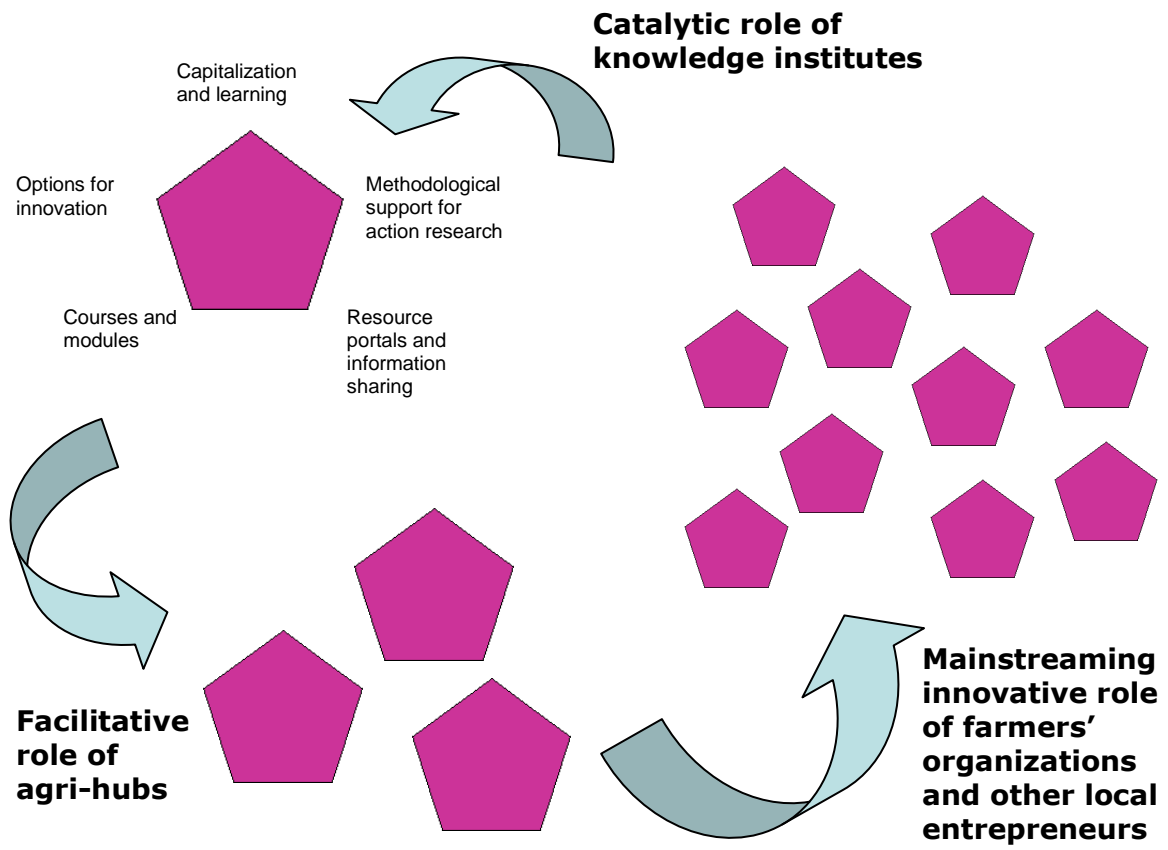 Catalytic role of
knowledge institutes
Capitalization
and learning
Options for
innovation
Methodological
support for
action research
Courses and
modules
Resource
portals and
information
sharing
Facilitative
role of
agri-hubs
Mainstreaming
innovative role
of farmers’
organizations
and other local
entrepreneurs